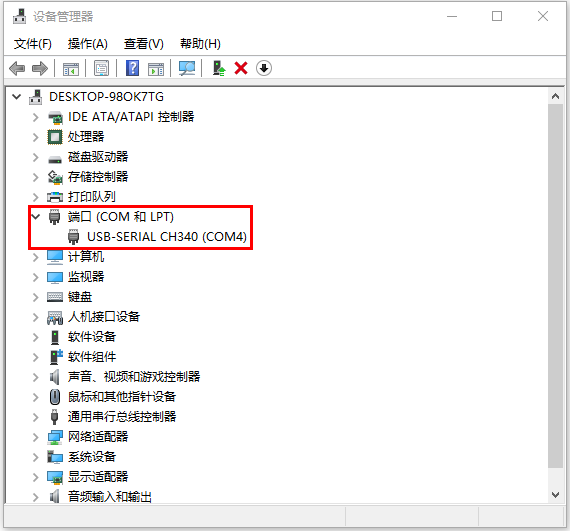 设备管理器
文件(F) 操作(A) 查看(V) 帮助(H)
DESKTOP-98OK7TG
IDE ATA/ATAPI 控制器
处理器
磁盘驱动器
存储控制器
打印队列
端口 (COM 和 LPT)
USB-SERIAL CH340 (COM4)
计算机
监视器
键盘
人机接口设备
软件设备
软件组件
声音、视频和游戏控制器
鼠标和其他指针设备
通用串行总线控制器
网络适配器
系统设备
显示适配器
音频输入和输出